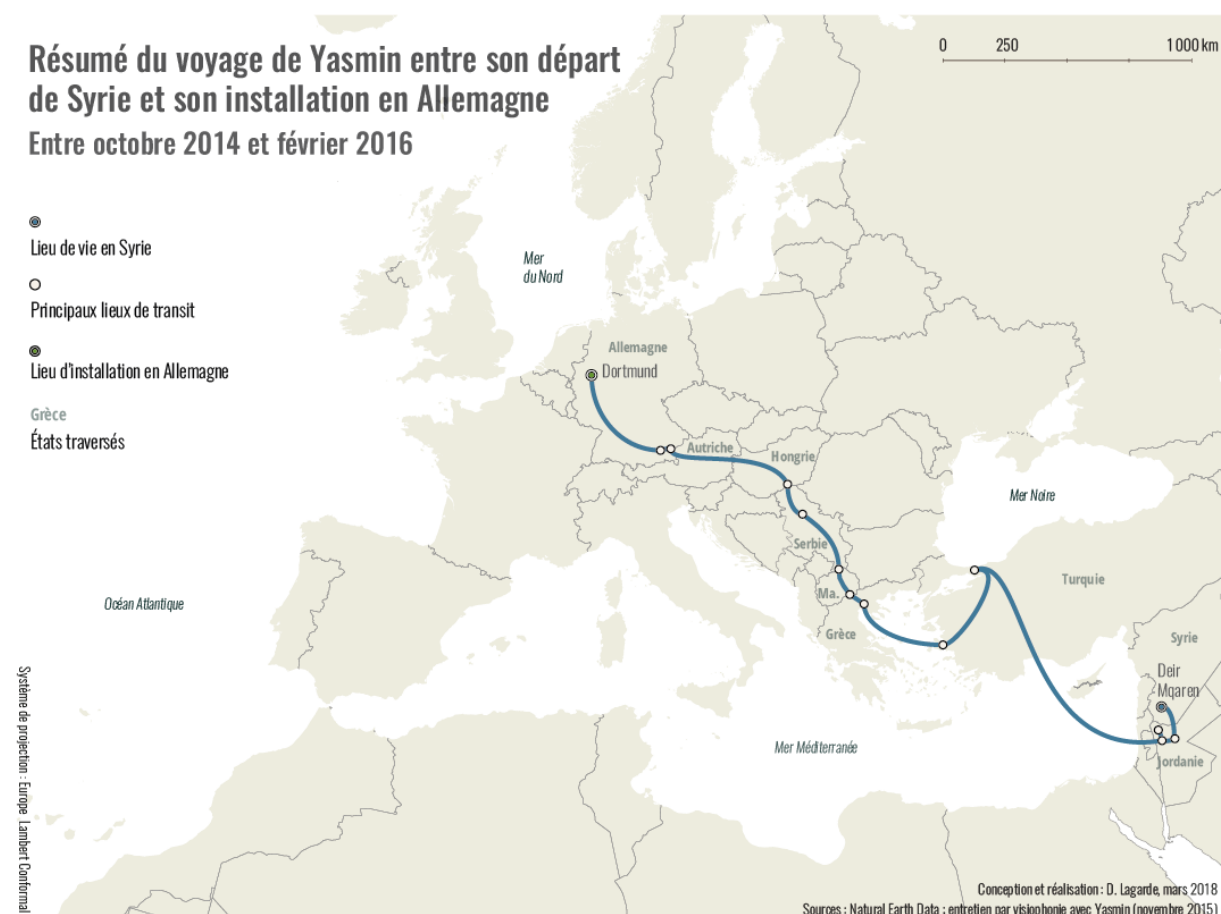 Résumé du voyage de Yasmin entre son départ
de Syrie et son installation en Allemagne
Entre octobre 2014 et février 2016
0 250 1 000 km
Lieu de vie en Syrie
Principaux lieux de transit
Lieu d'installation en Allemagne
Grèce
États traversés
Mer
du Nord
Allemagne
Dortmund
Autriche
Hongrie
Mer Noire
Serbie
Turquie
Ma.
Océan Atlantique
Grèce
Syrie
Deir
Mqaren
Mer Méditerranée
Jordanie
Système de projection : Europe Lambert Conformal
Conception et réalisation : D. Lagarde, mars 2018
Sources : Natural Earth Data ; entretien par visiophonie avec Yasmin (novembre 2015)